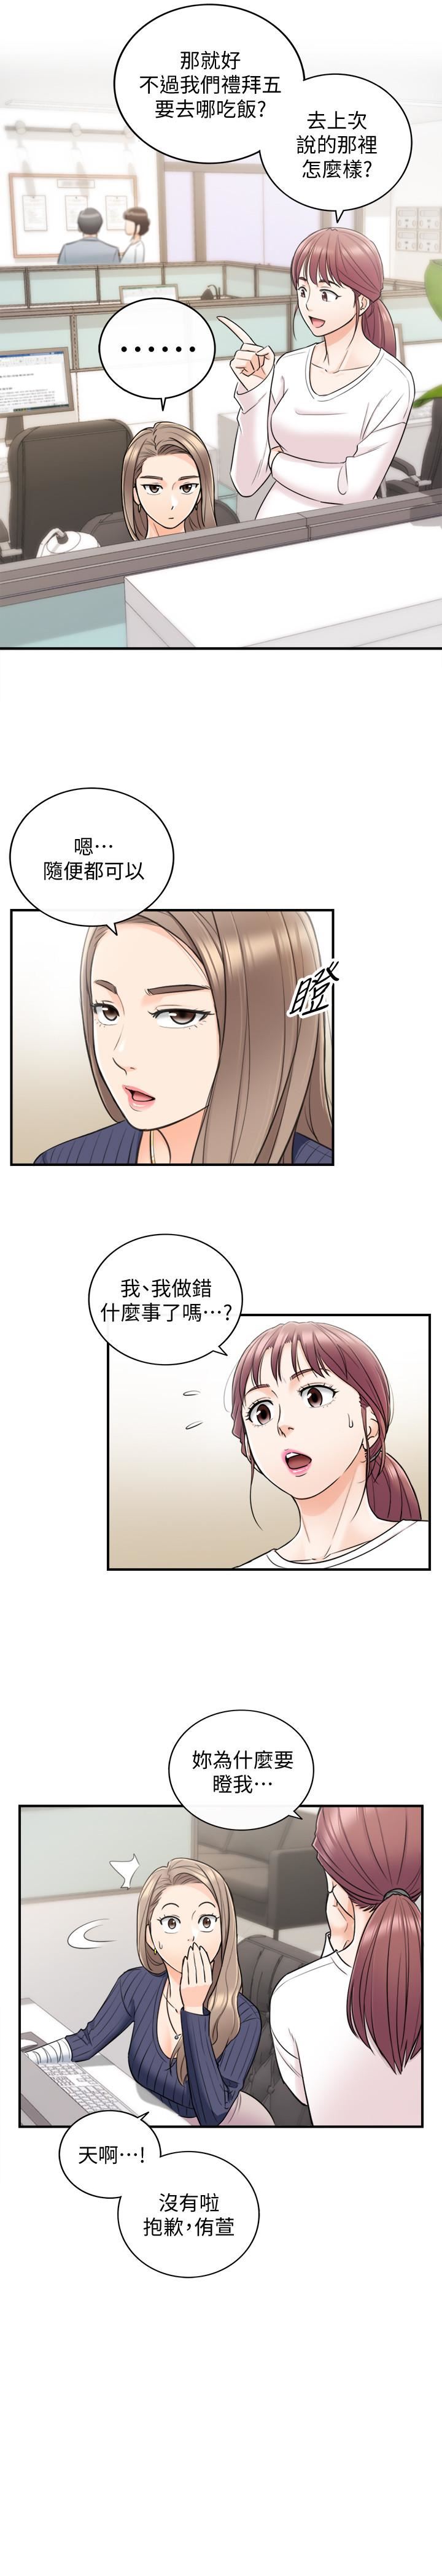 那就好
不過我們禮拜五
要去哪吃飯?
去上次
說的那裡
怎麼樣?
······
嗯…
隨便都可以
瞪
我、我做錯
什麼事了嗎…?
妳為什麼要
瞪我…
天啊…!
沒有啦
抱歉,侑萱